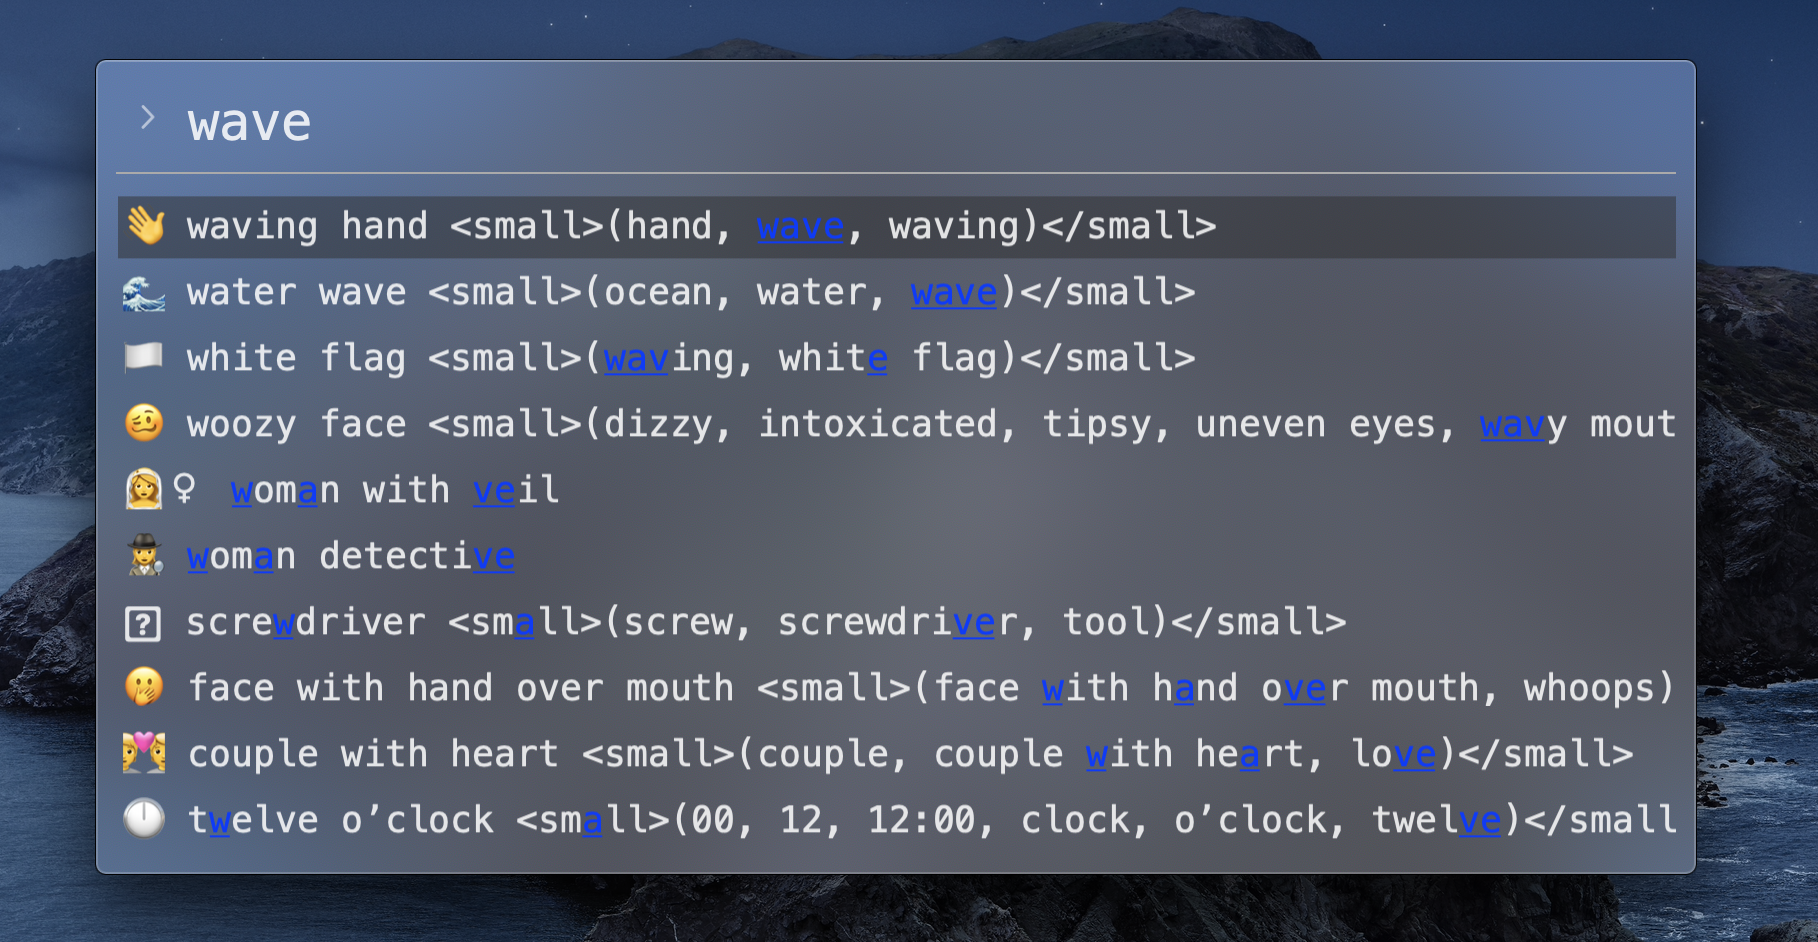 wave
👋 waving hand <small>(hand, wave, waving)</small>
🌊 water wave <small>(ocean, water, wave)</small>
🏳 white flag <small>(waving, white flag)</small>
🥴 woozy face <small>(dizzy, intoxicated, tipsy, uneven eyes, wavy mout
👰♀ woman with veil
🕵️‍♀️ woman detective
screwdriver <small>(screw, screwdriver, tool)</small>
🤭 face with hand over mouth <small>(face with hand over mouth, whoops)
💑 couple with heart <small>(couple, couple with heart, love)</small>
🕛 twelve o’clock <small>(00, 12, 12:00, clock, o’clock, twelve)</small